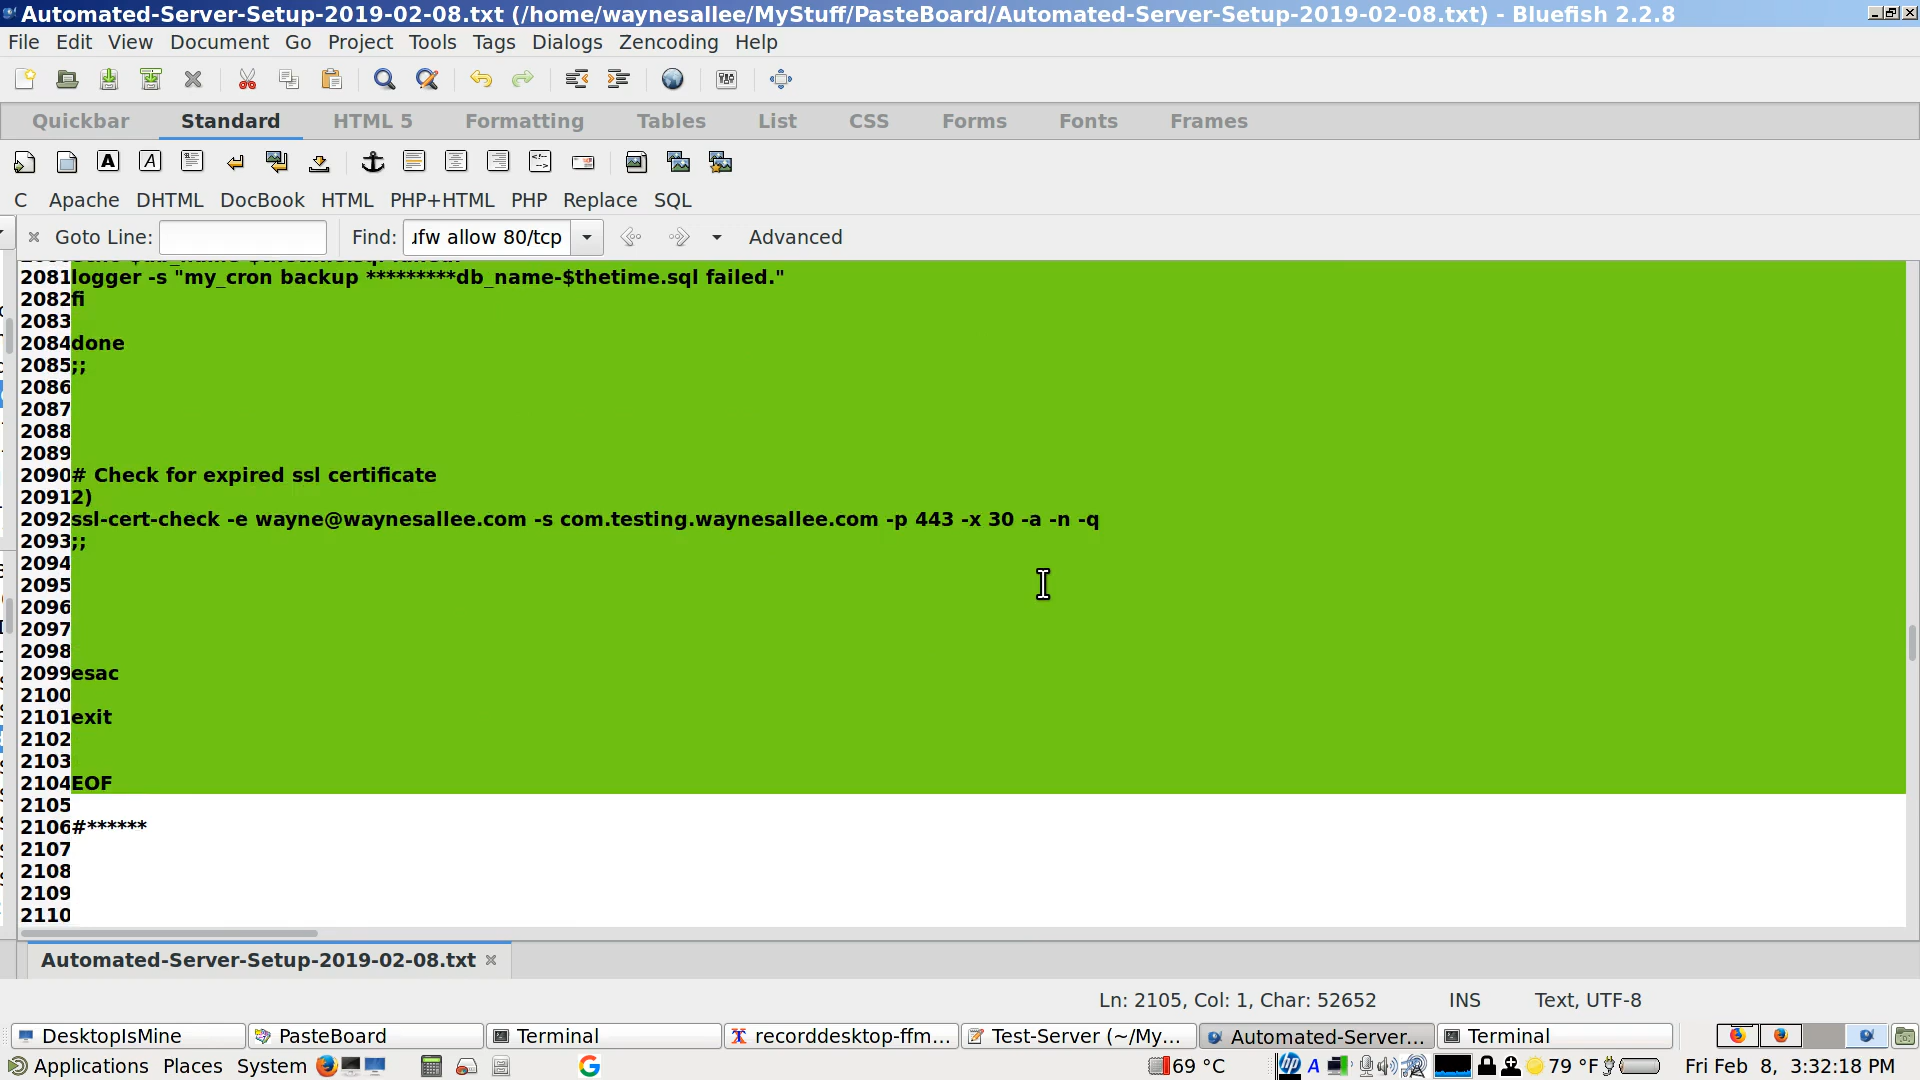 Automated-Server-Setup-2019-02-08.txt (/home/waynesallee/MyStuff/PasteBoard/Automated-Server-Setup-2019-02-08.txt) - Bluefish 2.2.8
File Edit View Document Go Project Tools Tags Dialogs Zencoding Help
Quickbar Standard HTML 5 Formatting Tables List CSS Forms Fonts Frames
C Apache DHTML DocBook HTML PHP+HTML PHP Replace SQL
Goto Line: Find: ufw allow 80/tcp Advanced
2081 logger -s "my_cron backup *********db_name-$thetime.sql failed."
2082 fi
2083
2084 done
2085 ;;
2086
2087
2088
2089
2090 # Check for expired ssl certificate
2091 2)
2092 ssl-cert-check -e wayne@waynesallee.com -s com.testing.waynesallee.com -p 443 -x 30 -a -n -q
2093 ;;
2094
2095
2096
2097
2098
2099 esac
2100
2101 exit
2102
2103
2104 EOF
2105
2106 #******
2107
2108
2109
2110
Automated-Server-Setup-2019-02-08.txt
Ln: 2105, Col: 1, Char: 52652 INS Text, UTF-8
DesktopIsMine PasteBoard Terminal recorddesktop-ffm... Test-Server (~/My... Automated-Server... Terminal
Applications Places System 69 °C 79 °F Fri Feb 8, 3:32:18 PM